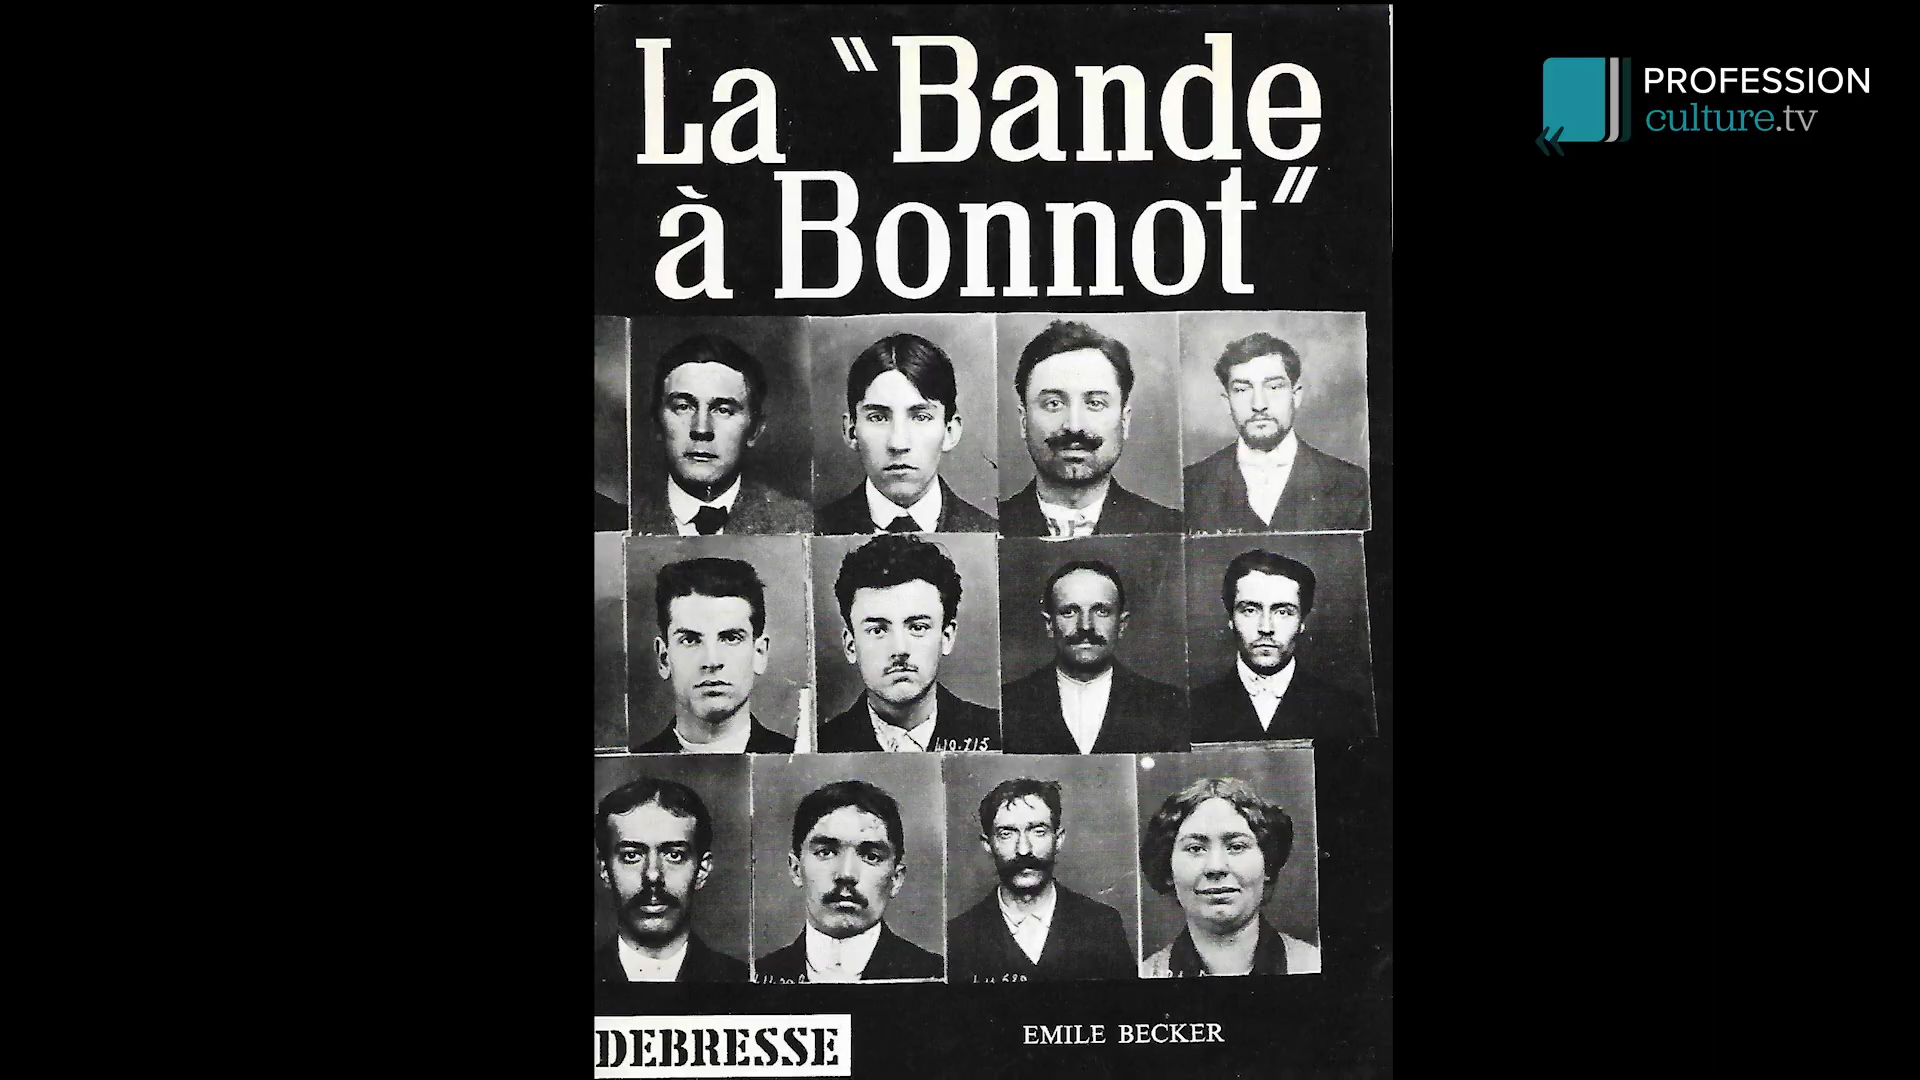 La "Bande
à Bonnot"
PROFESSION
culture.tv
DEBRESSE
EMILE BECKER